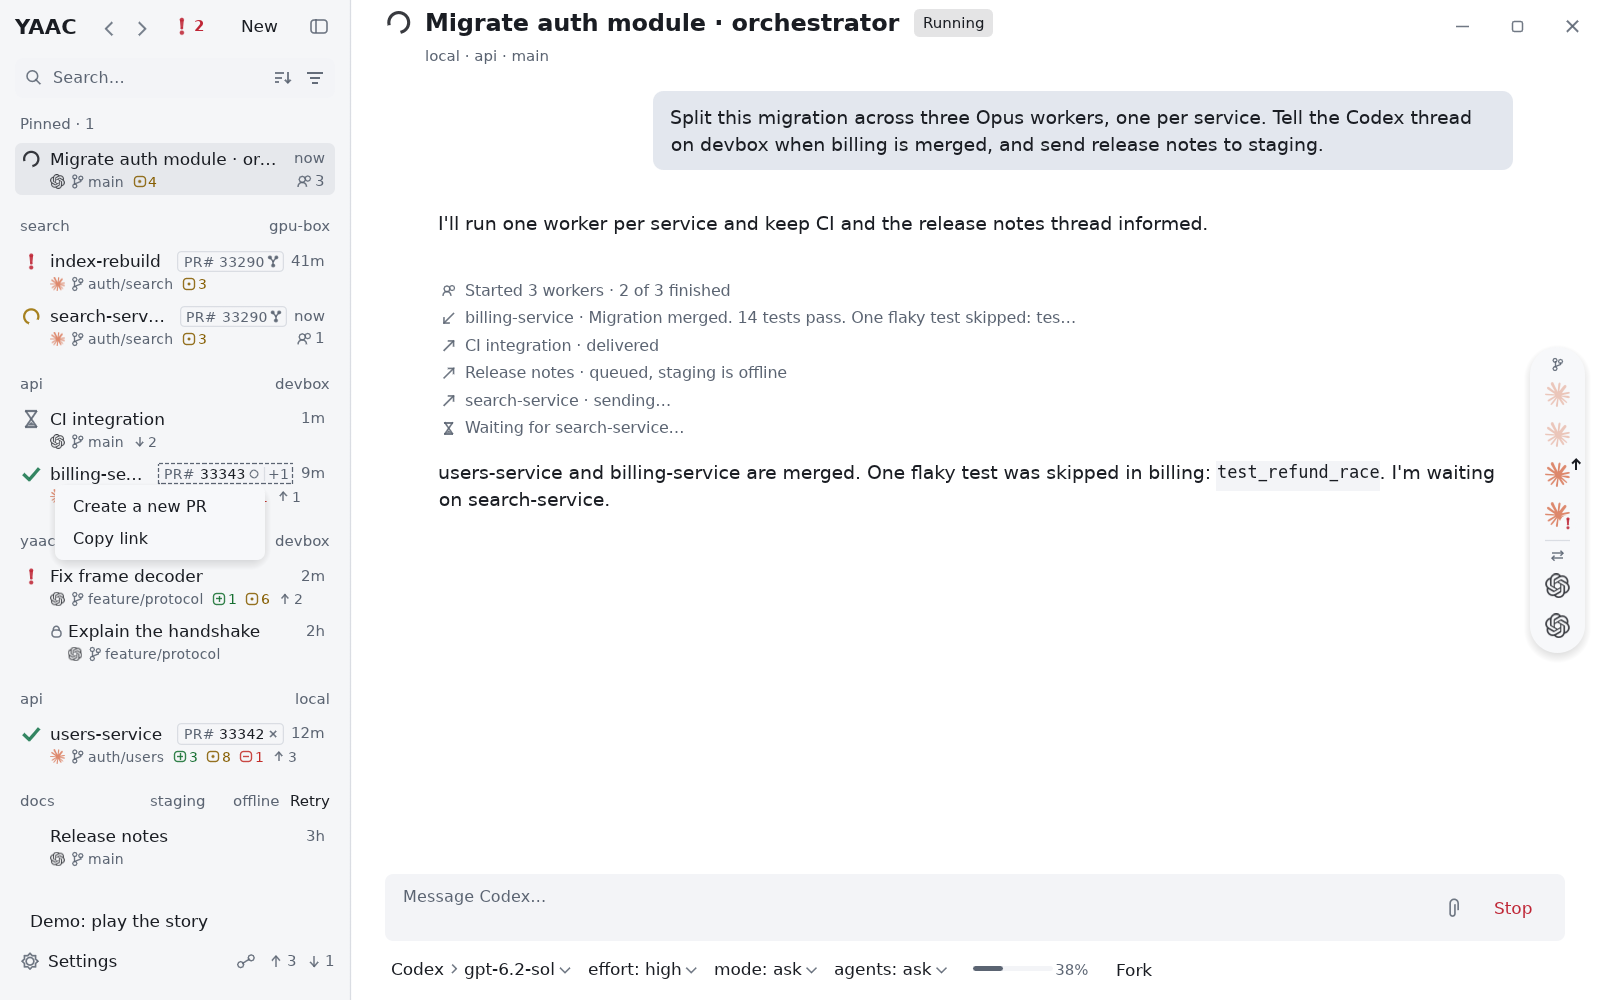 YAAC
2
New
Search…
Pinned · 1
Migrate auth module · or… now
main 4 3
search gpu-box
index-rebuild PR# 33290 41m
auth/search 3
search-serv… PR# 33290 now
auth/search 3 1
api devbox
CI integration 1m
main ↓2
billing-se… PR# 33343 +1 9m
↑1
Create a new PR
Copy link
yaac devbox
Fix frame decoder 2m
feature/protocol 1 6 ↑2
Explain the handshake 2h
feature/protocol
api local
users-service PR# 33342 × 12m
auth/users 3 8 1 ↑3
docs staging offline Retry
Release notes 3h
main
Demo: play the story
Settings ↑3 ↓1
Migrate auth module · orchestrator Running
local · api · main
Split this migration across three Opus workers, one per service. Tell the Codex thread
on devbox when billing is merged, and send release notes to staging.
I'll run one worker per service and keep CI and the release notes thread informed.
Started 3 workers · 2 of 3 finished
↙ billing-service · Migration merged. 14 tests pass. One flaky test skipped: tes…
↗ CI integration · delivered
↗ Release notes · queued, staging is offline
↗ search-service · sending…
Waiting for search-service…
users-service and billing-service are merged. One flaky test was skipped in billing: test_refund_race. I'm waiting
on search-service.
Message Codex…
Stop
Codex > gpt-6.2-sol effort: high mode: ask agents: ask 38% Fork